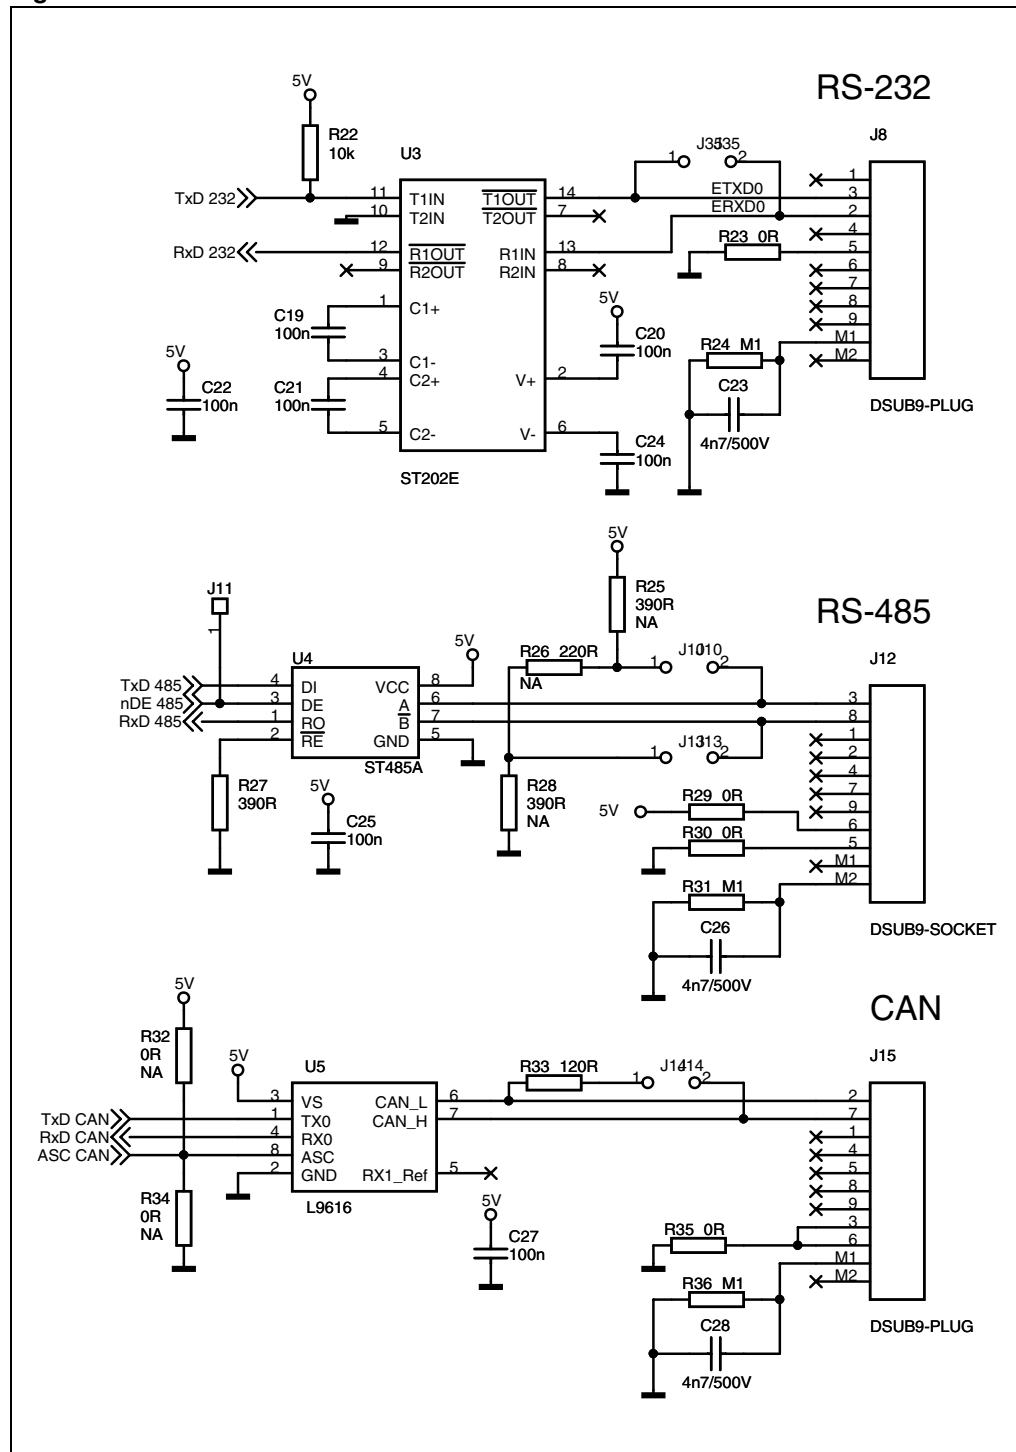 RS-232
5V
R22
10k
U3
J35
J35
J8
1
2
TxD 232
11
T1IN
T1OUT
14
ETXD0
1
3
10
T2IN
T2OUT
7
ERXD0
2
R23 0R
4
RxD 232
12
R1OUT
R1IN
13
5
9
R2OUT
R2IN
8
6
7
8
9
M1
M2
1
C1+
C19
100n
3
C1-
4
C2+
C21
100n
5
C2-
5V
C22
100n
5V
C20
100n
V+
2
V-
6
C24
100n
R24 M1
C23
4n7/500V
DSUB9-PLUG
ST202E
RS-485
5V
R25
390R
NA
J11
1
R26 220R
NA
1
J10
J10
2
J12
U4
5V
TxD 485
4
DI
VCC
8
nDE 485
3
DE
A
6
RxD 485
1
RO
B
7
2
RE
GND
5
ST485A
1
J13
J13
2
3
8
1
2
4
7
9
6
5
M1
M2
R27
390R
5V
C25
100n
R28
390R
NA
5V
R29 0R
R30 0R
R31 M1
C26
4n7/500V
DSUB9-SOCKET
CAN
5V
R32
0R
NA
5V
U5
R33 120R
1
J14
J14
2
J15
3
VS
CAN_L
6
TxD CAN
1
TX0
CAN_H
7
RxD CAN
4
RX0
ASC CAN
8
ASC
2
GND
RX1_Ref
5
L9616
2
7
1
4
5
8
9
3
6
M1
M2
R34
0R
NA
5V
C27
100n
R35 0R
R36 M1
C28
4n7/500V
DSUB9-PLUG